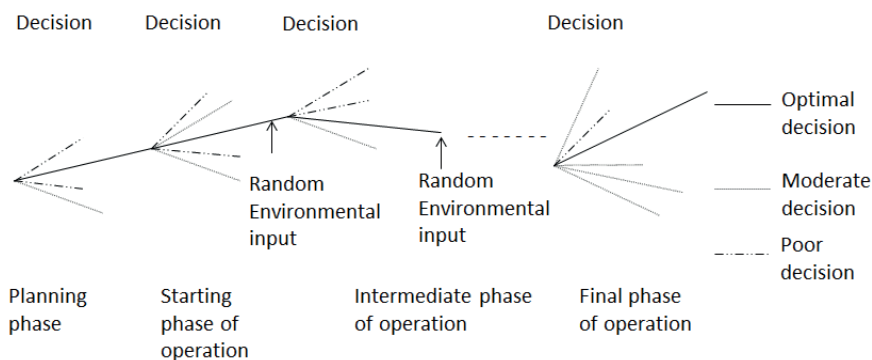 Decision
Decision
Decision
Decision
Optimal
decision
Random
Environmental
input
Random
Environmental
input
Moderate
decision
Poor
decision
Planning
phase
Starting
phase of
operation
Intermediate phase
of operation
Final phase
of operation